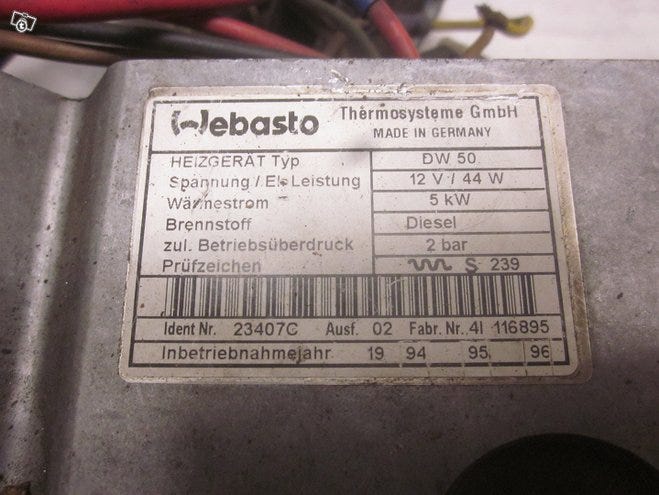 Webasto Thermosysteme GmbH
MADE IN GERMANY
HEIZGERÄT Typ DW 50
Spannung / El. Leistung 12 V / 44 W
Wärmestrom 5 kW
Brennstoff Diesel
zul. Betriebsüberdruck 2 bar
Prüfzeichen S 239
Ident Nr. 23407C Ausf. 02 Fabr. Nr. 4I 116895
Inbetriebnahmejahr 19 94 95 96